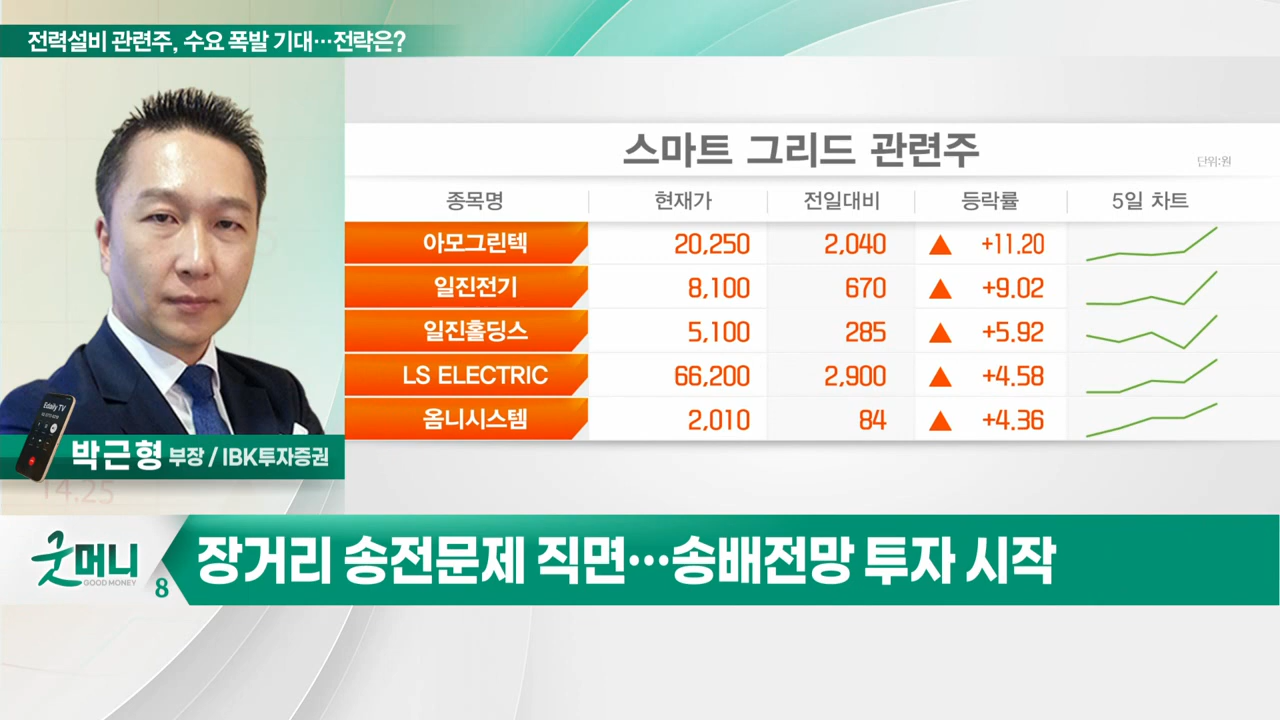 전력설비 관련주, 수요 폭발 기대…전략은?
스마트 그리드 관련주
단위:원
종목명 현재가 전일대비 등락률 5일 차트
아모그린텍 20,250 2,040 ▲ +11.20
일진전기 8,100 670 ▲ +9.02
일진홀딩스 5,100 285 ▲ +5.92
LS ELECTRIC 66,200 2,900 ▲ +4.58
옴니시스템 2,010 84 ▲ +4.36
Edaily TV
박근형 부장 / IBK투자증권
14.25
굿머니
GOOD MONEY
8
장거리 송전문제 직면…송배전망 투자 시작